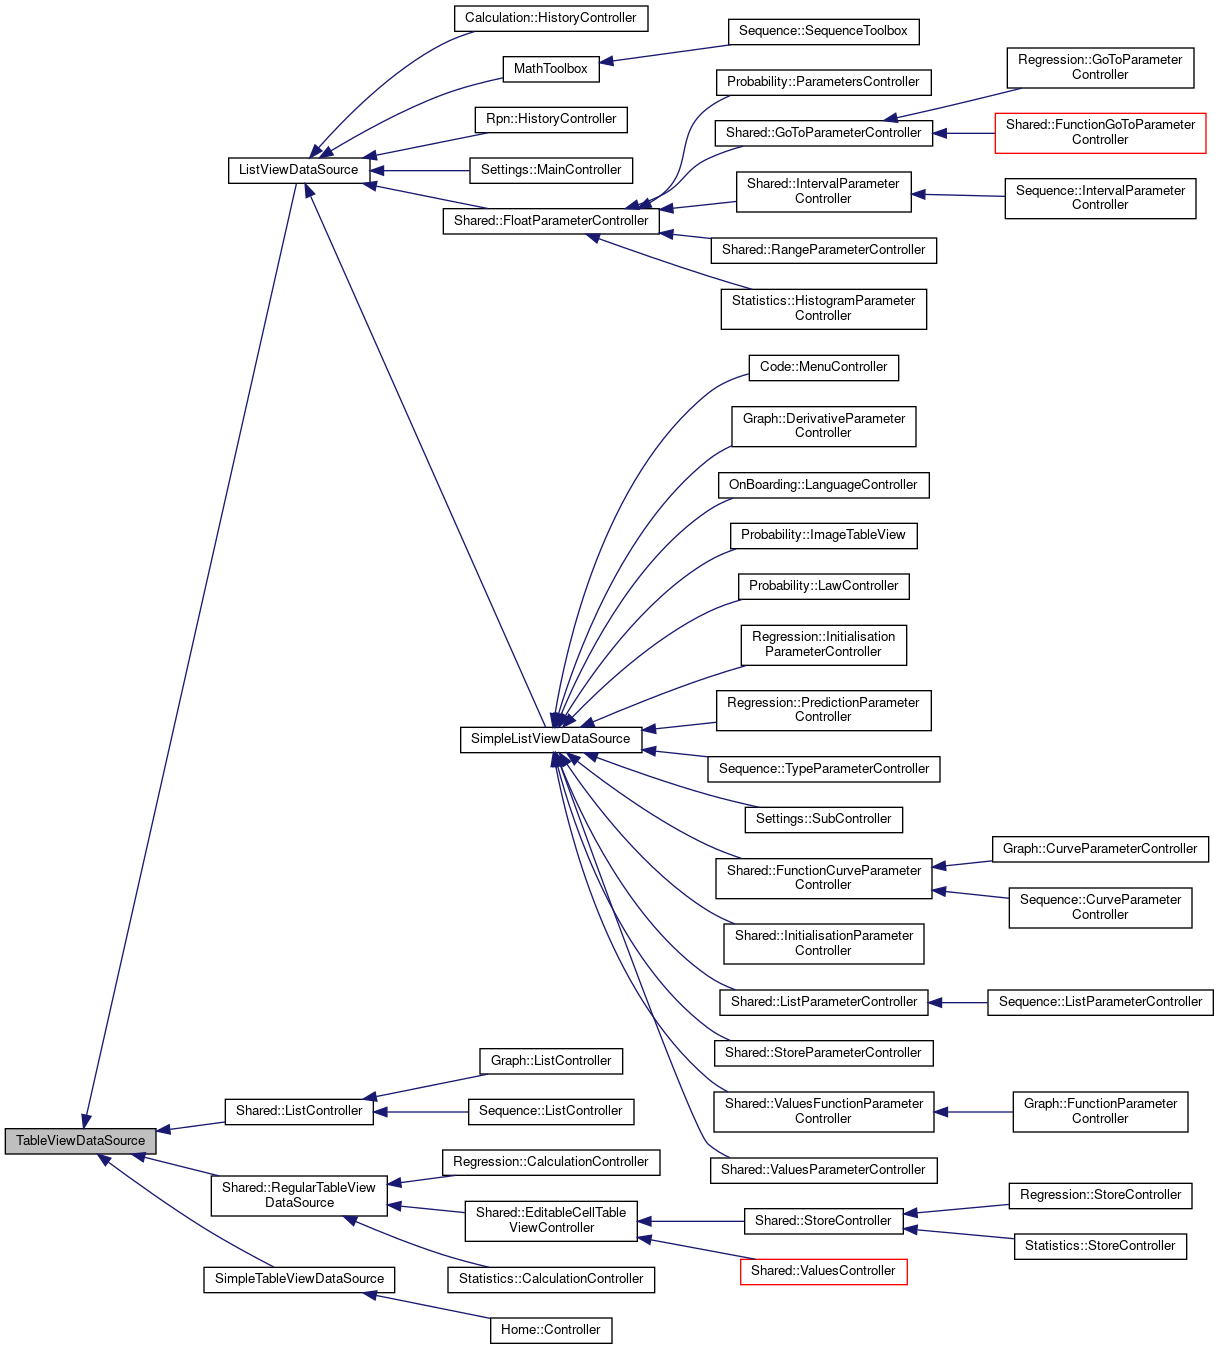 Calculation::HistoryController
Sequence::SequenceToolbox
MathToolbox
Regression::GoToParameter
Controller
Probability::ParametersController
Rpn::HistoryController
Shared::GoToParameterController
Shared::FunctionGoToParameter
Controller
ListViewDataSource
Settings::MainController
Shared::IntervalParameter
Controller
Sequence::IntervalParameter
Controller
Shared::FloatParameterController
Shared::RangeParameterController
Statistics::HistogramParameter
Controller
Code::MenuController
Graph::DerivativeParameter
Controller
OnBoarding::LanguageController
Probability::ImageTableView
Probability::LawController
Regression::Initialisation
ParameterController
Regression::PredictionParameter
Controller
SimpleListViewDataSource
Sequence::TypeParameterController
Settings::SubController
Graph::CurveParameterController
Shared::FunctionCurveParameter
Controller
Sequence::CurveParameter
Controller
Shared::InitialisationParameter
Controller
Shared::ListParameterController
Sequence::ListParameterController
Shared::StoreParameterController
Graph::ListController
Shared::ListController
Sequence::ListController
Shared::ValuesFunctionParameter
Controller
Graph::FunctionParameter
Controller
TableViewDataSource
Regression::CalculationController
Shared::ValuesParameterController
Shared::RegularTableView
DataSource
Regression::StoreController
Shared::EditableCellTable
ViewController
Shared::StoreController
Statistics::StoreController
Shared::ValuesController
SimpleTableViewDataSource
Statistics::CalculationController
Home::Controller